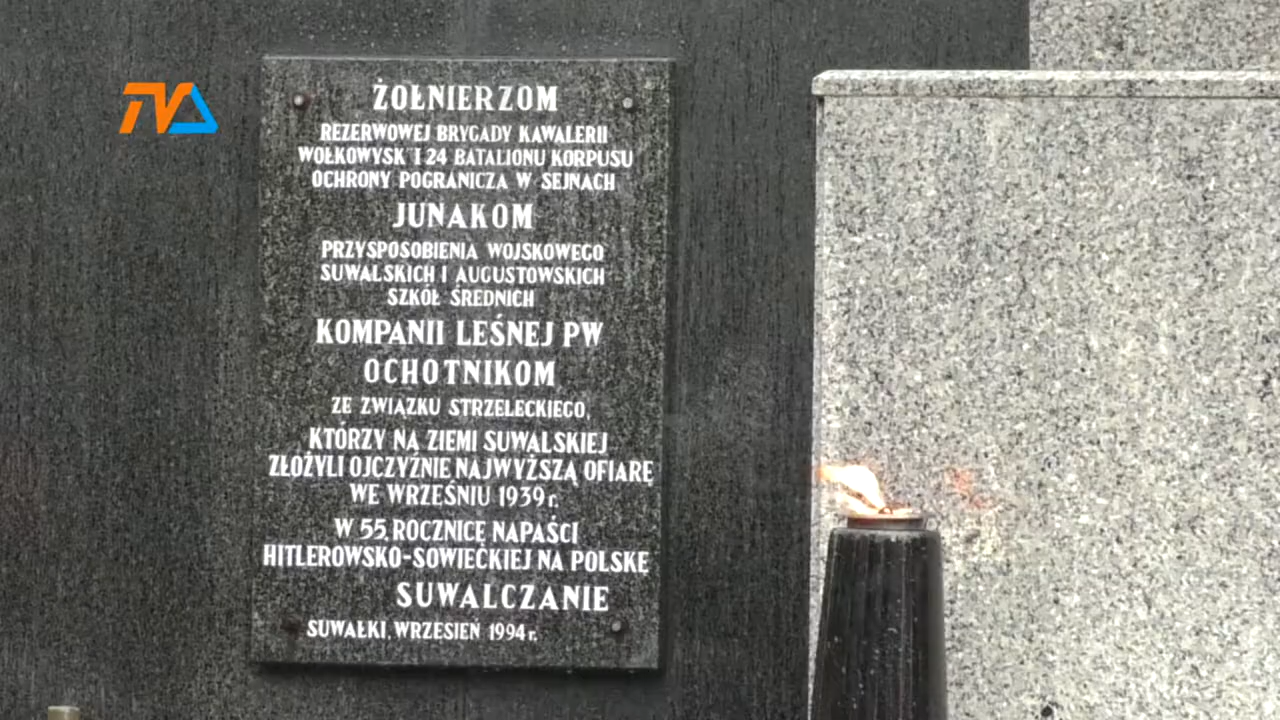 TVA
ŻOŁNIERZOM
REZERWOWEJ BRYGADY KAWALERII
WOŁKOWYSK" I 24 BATALIONU KORPUSU
OCHRONY POGRANICZA W SEJNACH
JUNAKOM
PRZYSPOSOBIENIA WOJSKOWEGO
SUWALSKICH I AUGUSTOWSKICH
SZKÓŁ ŚREDNICH
KOMPANII LEŚNEJ PW
OCHOTNIKOM
ZE ZWIĄZKU STRZELECKIEGO,
KTÓRZY NA ZIEMI SUWALSKIEJ
ZŁOŻYLI OJCZYŹNIE NAJWYŻSZĄ OFIARĘ
WE WRZEŚNIU 1939 r.
W 55. ROCZNICĘ NAPAŚCI
HITLEROWSKO-SOWIECKIEJ NA POLSKĘ
SUWALCZANIE
SUWAŁKI, WRZESIEŃ 1994 r.